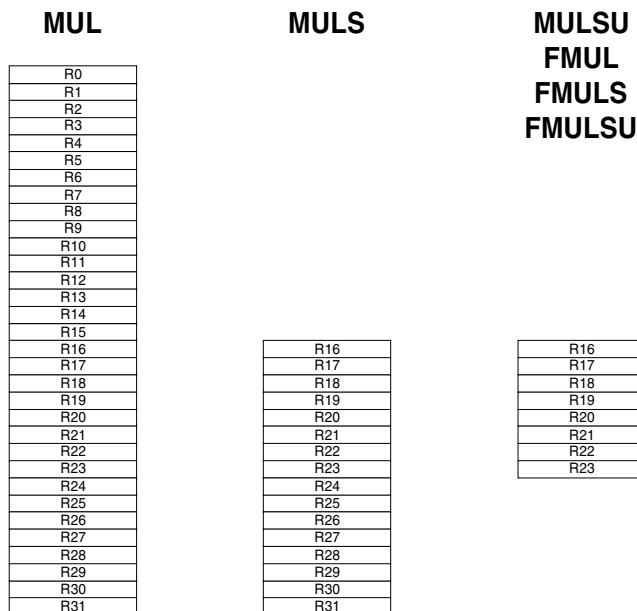 MUL
R0
R1
R2
R3
R4
R5
R6
R7
R8
R9
R10
R11
R12
R13
R14
R15
R16
R17
R18
R19
R20
R21
R22
R23
R24
R25
R26
R27
R28
R29
R30
R31
MULS
R16
R17
R18
R19
R20
R21
R22
R23
R24
R25
R26
R27
R28
R29
R30
R31
MULSU
FMUL
FMULS
FMULSU
R16
R17
R18
R19
R20
R21
R22
R23